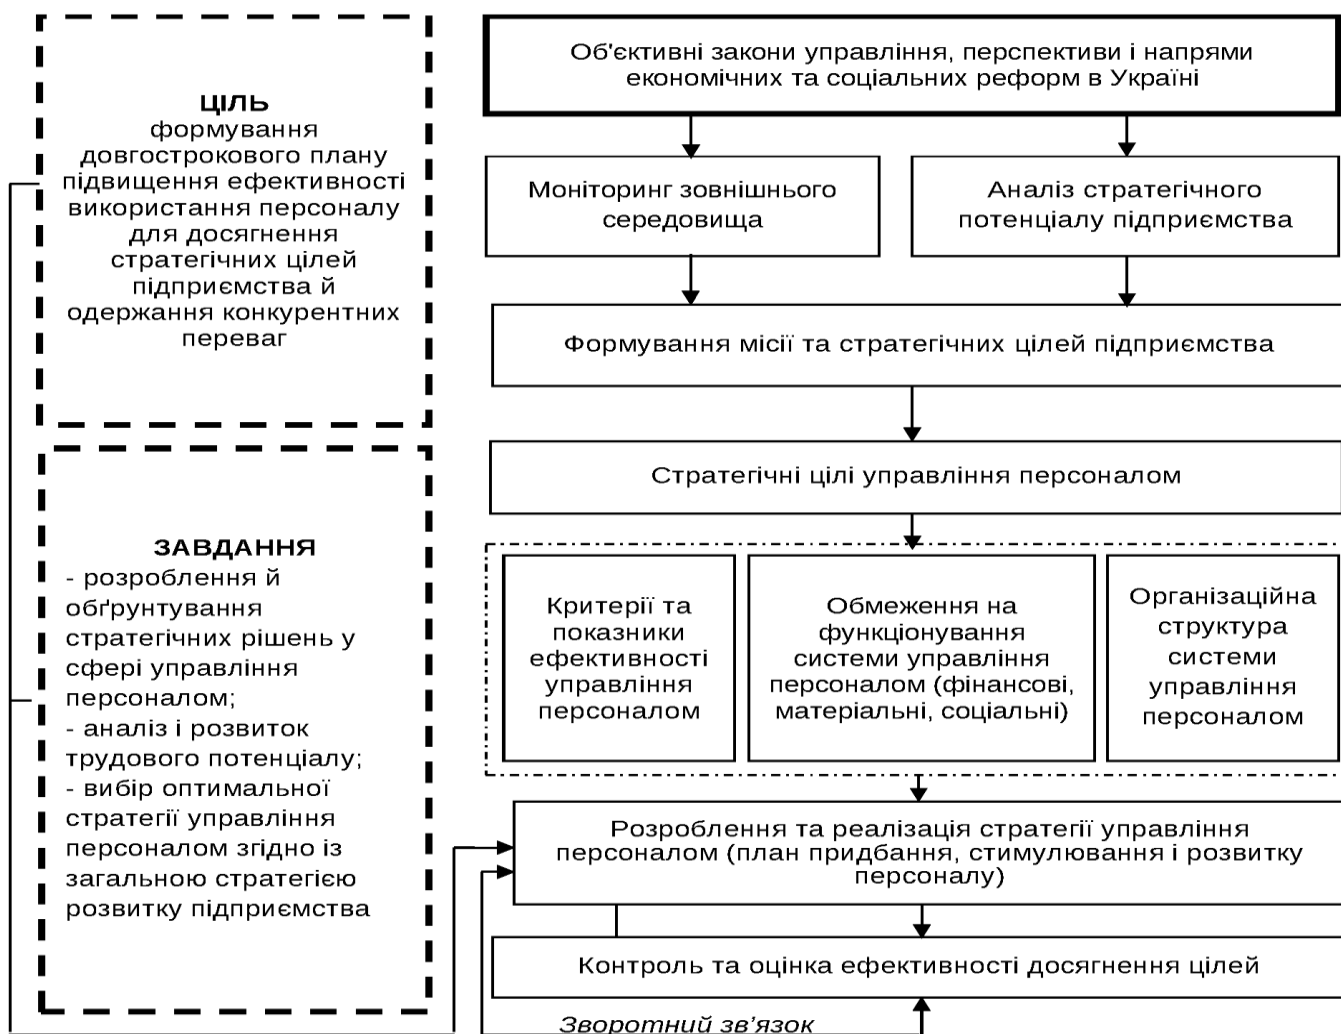 ЦІЛЬ
формування
довгострокового плану
підвищення ефективності
використання персоналу
для досягнення
стратегічних цілей
підприємства й
одержання конкурентних
переваг
ЗАВДАННЯ
- розроблення й
обґрунтування
стратегічних рішень у
сфері управління
персоналом;
- аналіз і розвиток
трудового потенціалу;
- вибір оптимальної
стратегії управління
персоналом згідно із
загальною стратегією
розвитку підприємства
Об'єктивні закони управління, перспективи і напрями
економічних та соціальних реформ в Україні
Моніторинг зовнішнього
середовища
Аналіз стратегічного
потенціалу підприємства
Формування місії та стратегічних цілей підприємства
Стратегічні цілі управління персоналом
Критерії та
показники
ефективності
управління
персоналом
Обмеження на
функціонування
системи управління
персоналом (фінансові,
матеріальні, соціальні)
Організаційна
структура
системи
управління
персоналом
Розроблення та реалізація стратегії управління
персоналом (план придбання, стимулювання і розвитку
персоналу)
Контроль та оцінка ефективності досягнення цілей
Зворотний зв’язок